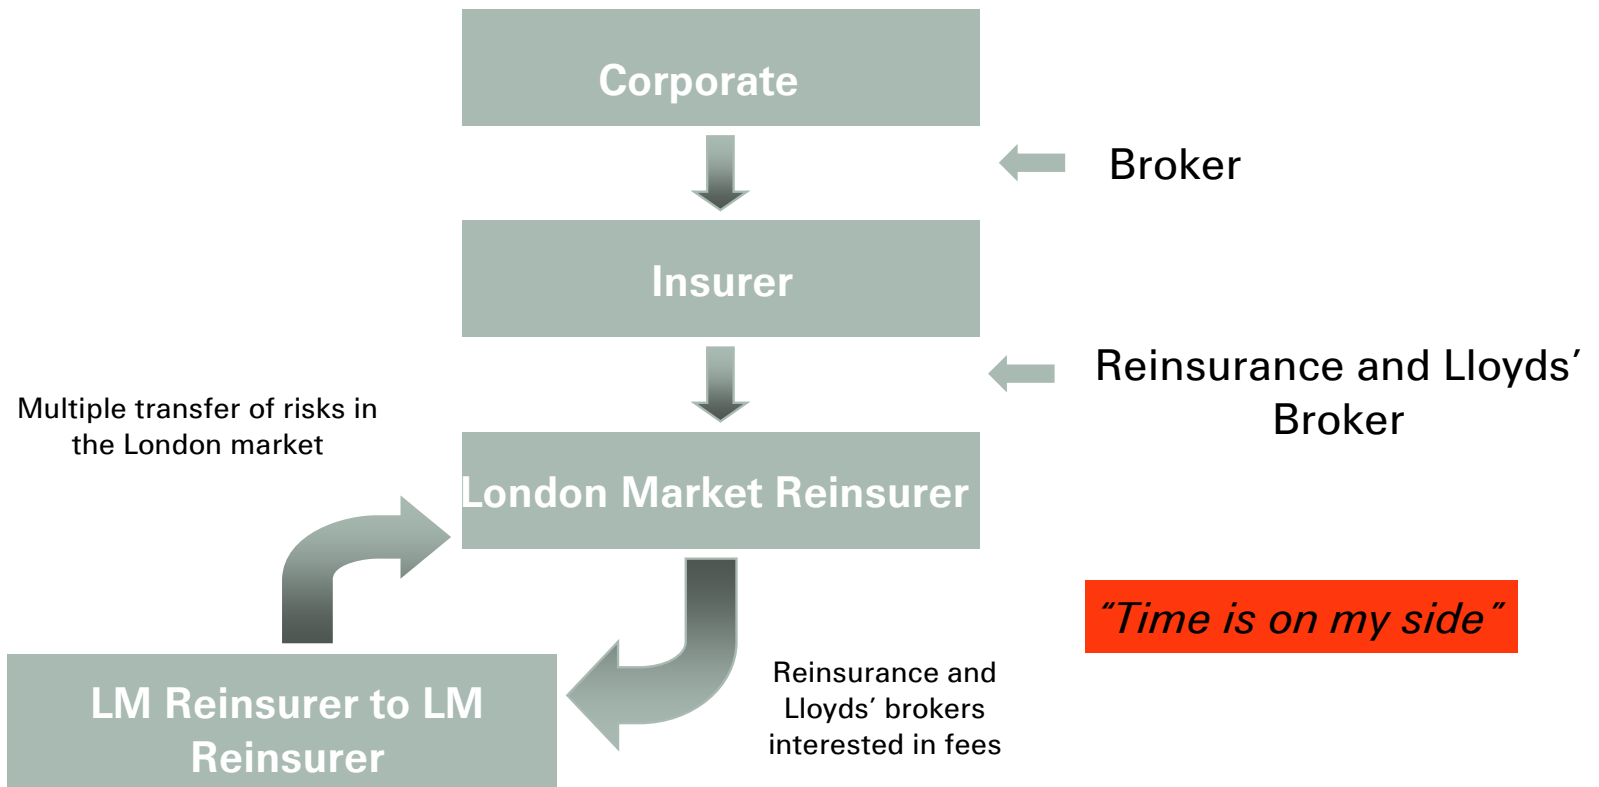 Corporate
Broker
Insurer
Reinsurance and Lloyds’
Broker
Multiple transfer of risks in
the London market
London Market Reinsurer
“Time is on my side”
Reinsurance and
Lloyds’ brokers
interested in fees
LM Reinsurer to LM
Reinsurer